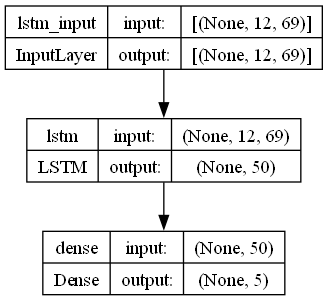 lstm_input input: [(None, 12, 69)]
InputLayer output: [(None, 12, 69)]
lstm input: (None, 12, 69)
LSTM output: (None, 50)
dense input: (None, 50)
Dense output: (None, 5)